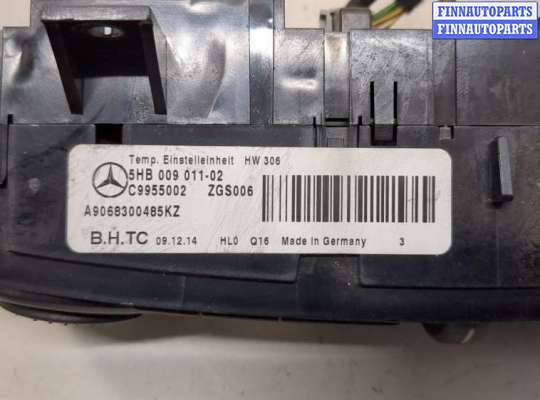 FINNAUTOPARTS
FINNAUTOPARTS
FINNAUTOPARTS
Temp. Einstelleinheit HW 306
5HB 009 011-02
C9955002 ZGS006
A9068300485KZ
B.H.TC 09.12.14 HL0 Q16 Made in Germany 3